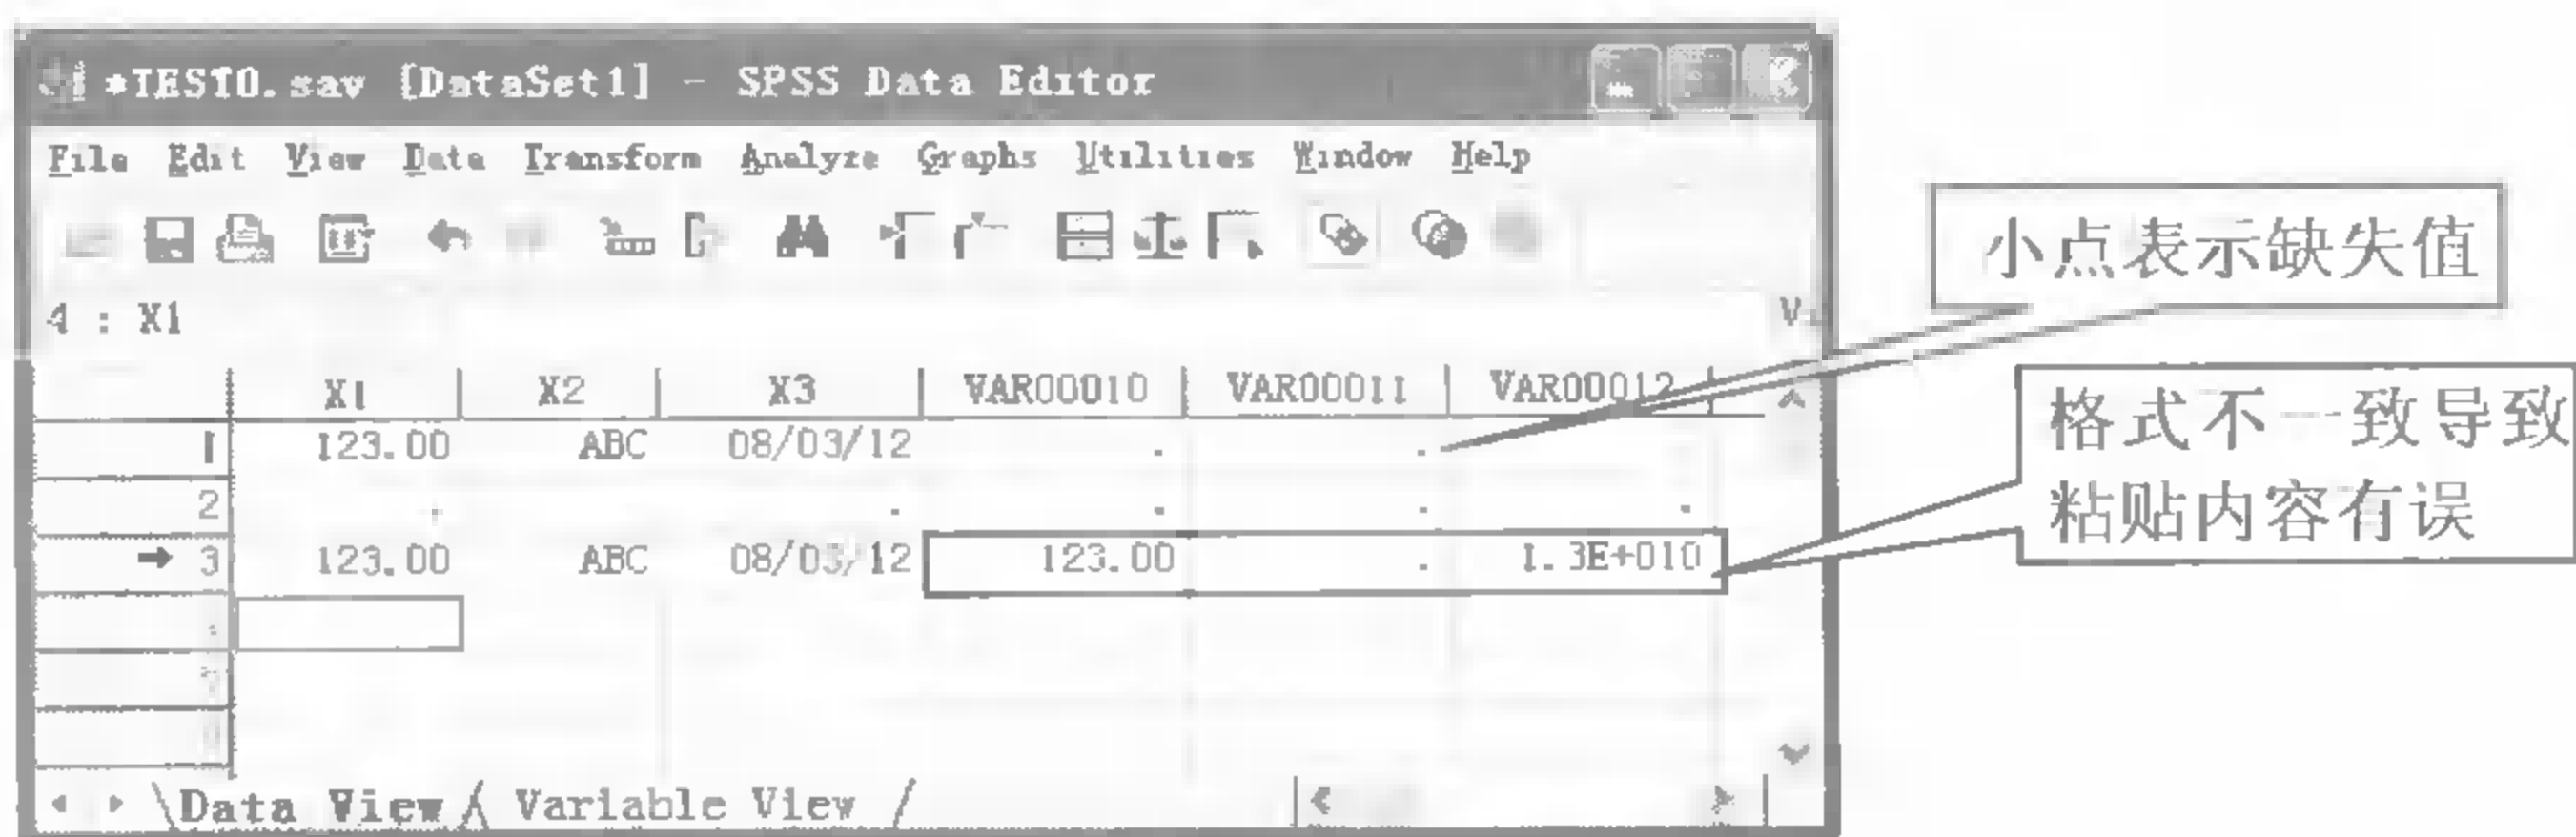 *TEST0.sav [DataSet1] - SPSS Data Editor
File Edit View Data Transform Analyze Graphs Utilities Window Help
小点表示缺失值
4 : X1
X1 X2 X3 VAR00010 VAR00011 VAR00012
格式不一致导致
粘贴内容有误
1 123.00 ABC 08/03/12 . .
2 . . . . .
3 123.00 ABC 08/03/12 123.00 . 1.3E+010
Data View Variable View